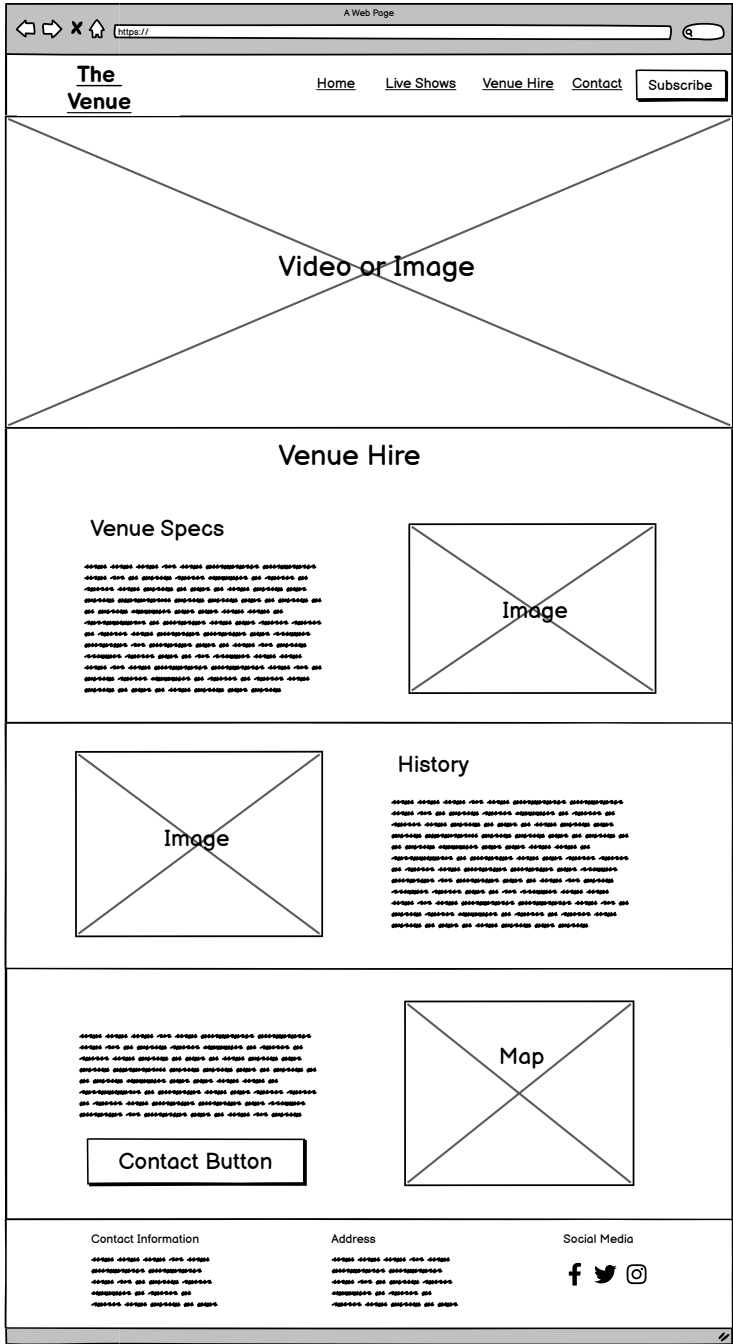 A Web Page
https://
The
Venue
Home Live Shows Venue Hire Contact Subscribe
Video or Image
Venue Hire
Venue Specs
Image
Image
History
Map
Contact Button
Contact Information Address Social Media